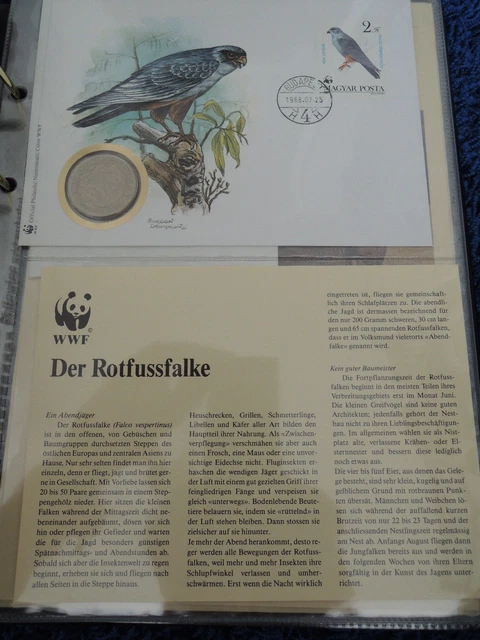 2 Ft
MAGYAR POSTA
BUDAPEST
4
H H
Official Philatelic Numismatic Cover WWF
WWF
WWF
Der Rotfussfalke
Ein Abendjäger
Der Rotfussfalke (Falco vespertinus)
ist in den offenen, von Gebüschen und
Baumgruppen durchsetzten Steppen des
östlichen Europas und zentralen Asiens zu
Hause. Nur sehr selten findet man ihn hier
einzeln, denn er fliegt, jagt und brütet ger-
ne in Gesellschaft. Mit Vorliebe lassen sich
20 bis 50 Paare gemeinsam in einem Step-
pengehölz nieder. Hier sitzen die kleinen
Falken während der Mittagszeit dicht ne-
beneinander aufgebäumt, dösen vor sich
hin oder pflegen ihr Gefieder und warten
die für die Jagd besonders günstigen
Spätnachmittags- und Abendstunden ab.
Sobald sich aber die Insektenwelt zu regen
beginnt, erheben sie sich und fliegen nach
allen Seiten in die Steppe hinaus.
Heuschrecken, Grillen, Schmetterlinge,
Libellen und Käfer aller Art bilden den
Hauptteil ihrer Nahrung. Als «Zwischen-
verpflegung» verschmähen sie aber auch
einen Frosch, eine Maus oder eine unvor-
sichtige Eidechse nicht. Fluginsekten er-
haschen die wendigen Jäger geschickt in
der Luft mit einem gut gezielten Griff ihrer
feingliedrigen Fänge und verspeisen sie
gleich «unterwegs». Bodenlebende Beute-
tiere belauern sie, indem sie «rüttelnd» in
der Luft stehen bleiben. Dann stossen sie
zielsicher auf sie hinunter.
Je mehr der Abend herankommt, desto re-
ger werden alle Bewegungen der Rotfuss-
falken, weil mehr und mehr Insekten ihre
Schlupfwinkel verlassen und umher-
schwärmen. Erst wenn die Nacht wirklich
eingetreten ist, fliegen sie gemeinschaft-
lich ihren Schlafplätzen zu. Die abendli-
che Jagd ist dermassen bezeichnend für
den nur 200 Gramm schweren, 30 cm lan-
gen und 65 cm spannenden Rotfussfalken,
dass er im Volksmund vielerorts «Abend-
falke» genannt wird.
Kein guter Baumeister
Die Fortpflanzungszeit der Rotfuss-
falken beginnt in den meisten Teilen ihres
Verbreitungsgebiets erst im Monat Juni.
Die kleinen Greifvögel sind keine guten
Architekten; jedenfalls gehört der Nest-
bau nicht zu ihren Lieblingsbeschäftigun-
gen. Im allgemeinen wählen sie als Nist-
platz alte, verlassene Krähen- oder El-
sternnester und bessern diese lediglich
noch etwas aus.
Die vier bis fünf Eier, aus denen das Gele-
ge besteht, sind sehr klein, kugelig und auf
gelblichem Grund mit rotbraunen Punk-
ten übersät. Männchen und Weibchen lö-
sen sich während der auffallend kurzen
Brutzeit von nur 22 bis 23 Tagen und der
anschliessenden Nestlingszeit regelmässig
am Nest ab. Anfangs August fliegen dann
die Jungfalken bereits aus und werden in
den folgenden Wochen von ihren Eltern
sorgfältig in der Kunst des Jagens unter-
richtet.